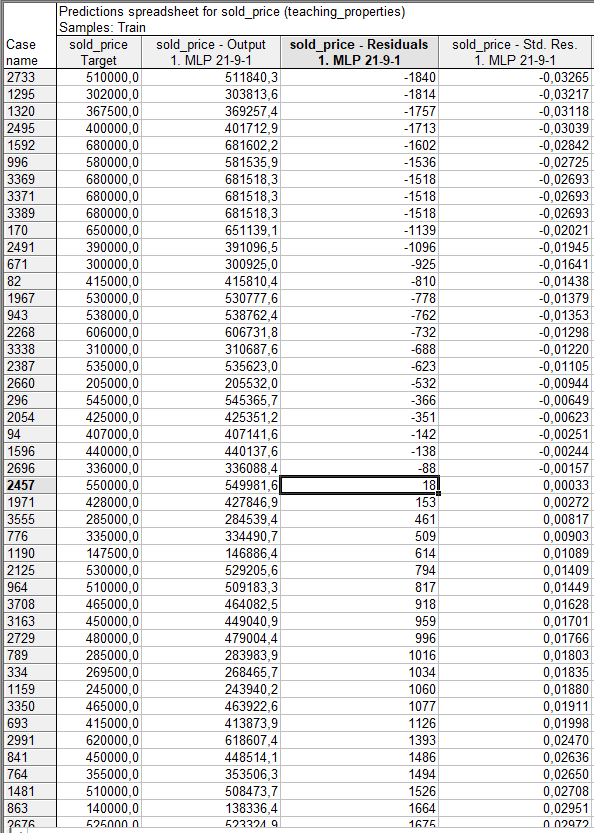 Predictions spreadsheet for sold_price (teaching_properties)
Samples: Train
Case name sold_price Target sold_price - Output 1. MLP 21-9-1 sold_price - Residuals 1. MLP 21-9-1 sold_price - Std. Res. 1. MLP 21-9-1
2733 510000,0 511840,3 -1840 -0,03265
1295 302000,0 303813,6 -1814 -0,03217
1320 367500,0 369257,4 -1757 -0,03118
2495 400000,0 401712,9 -1713 -0,03039
1592 680000,0 681602,2 -1602 -0,02842
996 580000,0 581535,9 -1536 -0,02725
3369 680000,0 681518,3 -1518 -0,02693
3371 680000,0 681518,3 -1518 -0,02693
3389 680000,0 681518,3 -1518 -0,02693
170 650000,0 651139,1 -1139 -0,02021
2491 390000,0 391096,5 -1096 -0,01945
671 300000,0 300925,0 -925 -0,01641
82 415000,0 415810,4 -810 -0,01438
1967 530000,0 530777,6 -778 -0,01379
943 538000,0 538762,4 -762 -0,01353
2268 606000,0 606731,8 -732 -0,01298
3338 310000,0 310687,6 -688 -0,01220
2387 535000,0 535623,0 -623 -0,01105
2660 205000,0 205532,0 -532 -0,00944
296 545000,0 545365,7 -366 -0,00649
2054 425000,0 425351,2 -351 -0,00623
94 407000,0 407141,6 -142 -0,00251
1596 440000,0 440137,6 -138 -0,00244
2696 336000,0 336088,4 -88 -0,00157
2457 550000,0 549981,6 18 0,00033
1971 428000,0 427846,9 153 0,00272
3555 285000,0 284539,4 461 0,00817
776 335000,0 334490,7 509 0,00903
1190 147500,0 146886,4 614 0,01089
2125 530000,0 529205,6 794 0,01409
964 510000,0 509183,3 817 0,01449
3708 465000,0 464082,5 918 0,01628
3163 450000,0 449040,9 959 0,01701
2729 480000,0 479004,4 996 0,01766
789 285000,0 283983,9 1016 0,01803
334 269500,0 268465,7 1034 0,01835
1159 245000,0 243940,2 1060 0,01880
3350 465000,0 463922,6 1077 0,01911
693 415000,0 413873,9 1126 0,01998
2991 620000,0 618607,4 1393 0,02470
841 450000,0 448514,1 1486 0,02636
764 355000,0 353506,3 1494 0,02650
1481 510000,0 508473,7 1526 0,02708
863 140000,0 138336,4 1664 0,02951
2676 525000,0 523324,9 1675 0,02972